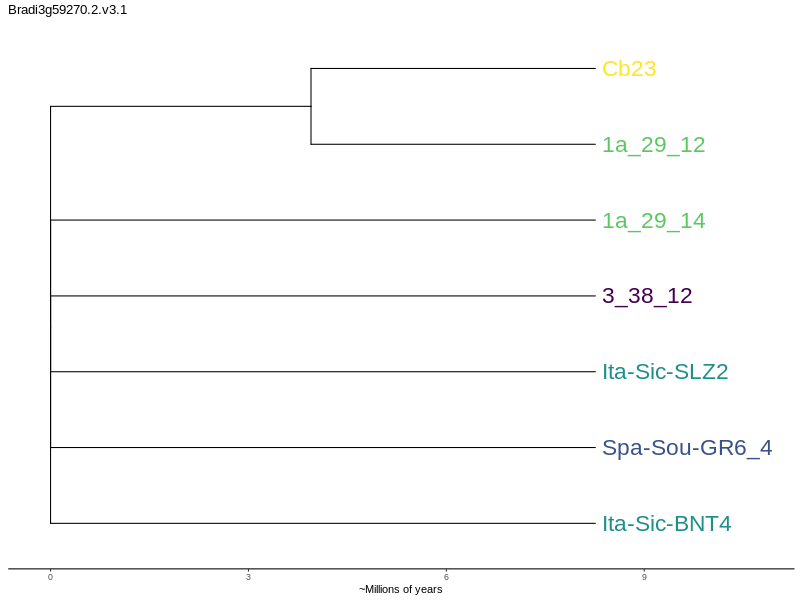 Bradi3g59270.2.v3.1
Cb23
1a_29_12
1a_29_14
3_38_12
Ita-Sic-SLZ2
Spa-Sou-GR6_4
Ita-Sic-BNT4
0 3 6 9
~Millions of years